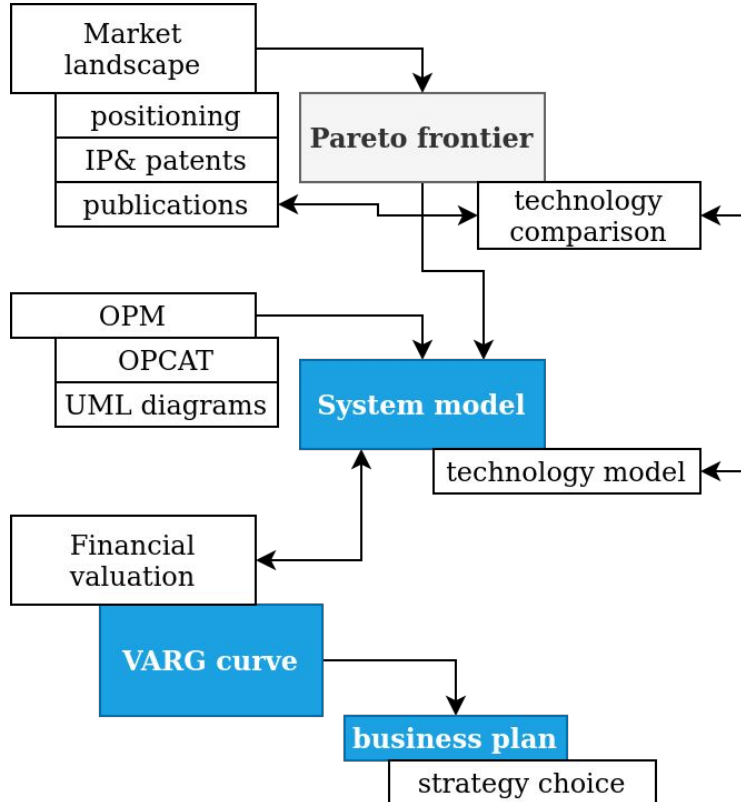 Market
landscape
positioning
IP& patents
publications
Pareto frontier
technology
comparison
OPM
OPCAT
UML diagrams
System model
technology model
Financial
valuation
VARG curve
business plan
strategy choice